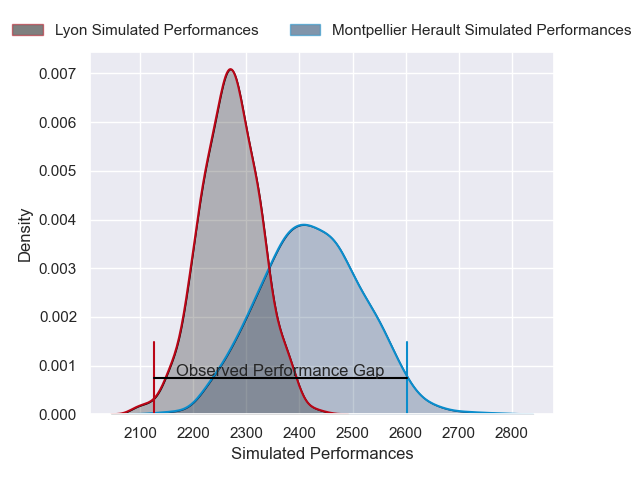 Lyon Simulated Performances
Montpellier Herault Simulated Performances
0.007
0.006
0.005
0.004
0.003
0.002
0.001
0.000
Density
Observed Performance Gap
2100 2200 2300 2400 2500 2600 2700 2800
Simulated Performances